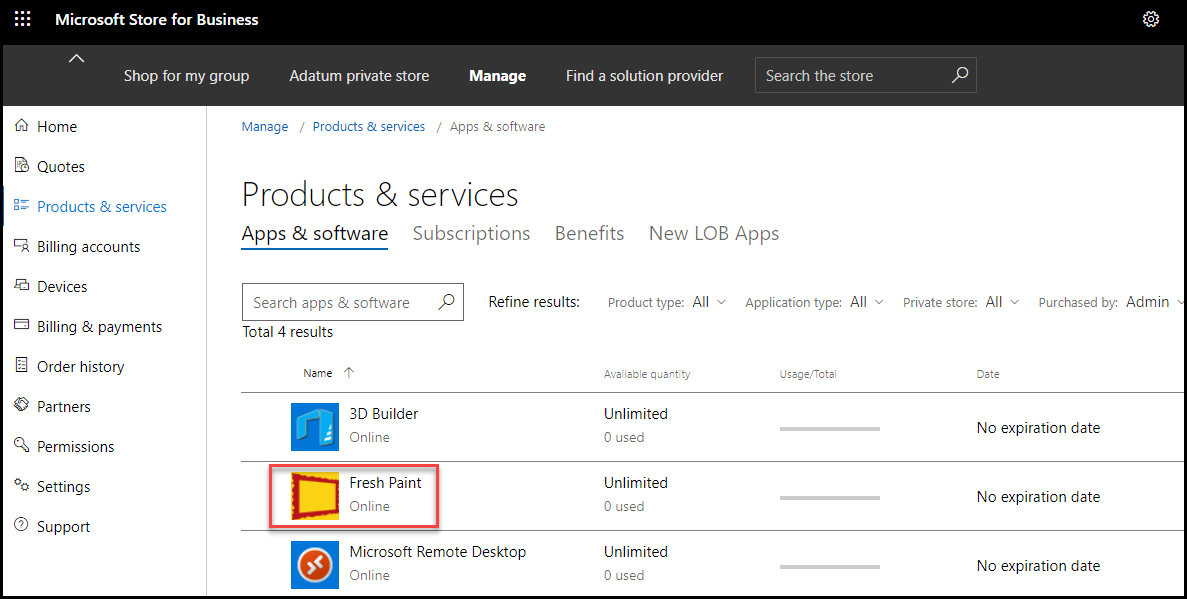 Microsoft Store for Business
Shop for my group Adatum private store Manage Find a solution provider Search the store
Home
Quotes
Products & services
Billing accounts
Devices
Billing & payments
Order history
Partners
Permissions
Settings
Support
Manage / Products & services / Apps & software
Products & services
Apps & software Subscriptions Benefits New LOB Apps
Search apps & software Refine results: Product type: All Application type: All Private store: All Purchased by: Admin
Total 4 results
Name Available quantity Usage/Total Date
3D Builder Unlimited
Online 0 used No expiration date
Fresh Paint Unlimited
Online 0 used No expiration date
Microsoft Remote Desktop Unlimited
Online 0 used No expiration date